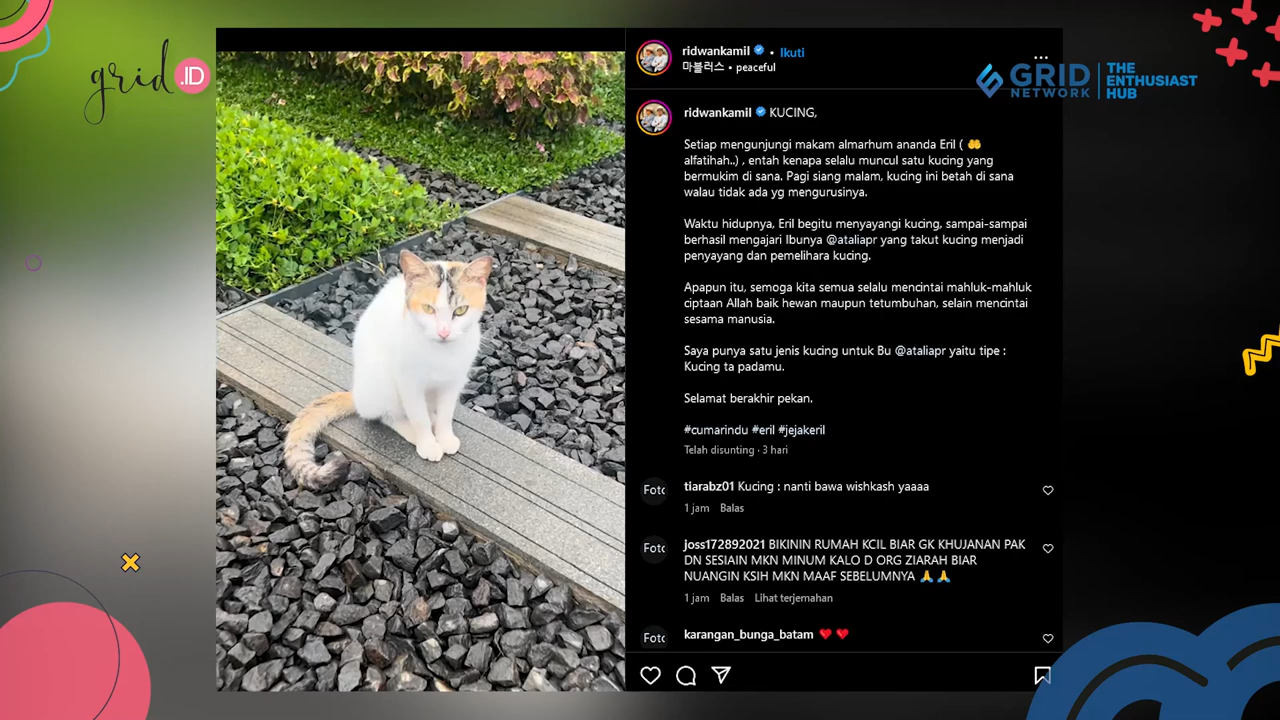 grid .ID
ridwankamil • Ikuti
마블러스 • peaceful
GRID NETWORK
THE ENTHUSIAST HUB
ridwankamil KUCING,
Setiap mengunjungi makam almarhum ananda Eril ( 🤲
alfatihah..) , entah kenapa selalu muncul satu kucing yang
bermukim di sana. Pagi siang malam, kucing ini betah di sana
walau tidak ada yg mengurusinya.
Waktu hidupnya, Eril begitu menyayangi kucing, sampai-sampai
berhasil mengajari Ibunya @ataliapr yang takut kucing menjadi
penyayang dan pemelihara kucing.
Apapun itu, semoga kita semua selalu mencintai mahluk-mahluk
ciptaan Allah baik hewan maupun tetumbuhan, selain mencintai
sesama manusia.
Saya punya satu jenis kucing untuk Bu @ataliapr yaitu tipe :
Kucing ta padamu.
Selamat berakhir pekan.
#cumarindu #eril #jejakeril
Telah disunting · 3 hari
Foto
tiarabz01 Kucing : nanti bawa wishkash yaaaa
1 jam Balas
Foto
joss172892021 BIKININ RUMAH KCIL BIAR GK KHUJANAN PAK
DN SESIAIN MKN MINUM KALO D ORG ZIARAH BIAR
NUANGIN KSIH MKN MAAF SEBELUMNYA 🙏🙏
1 jam Balas Lihat terjemahan
Foto
karangan_bunga_batam ❤️❤️